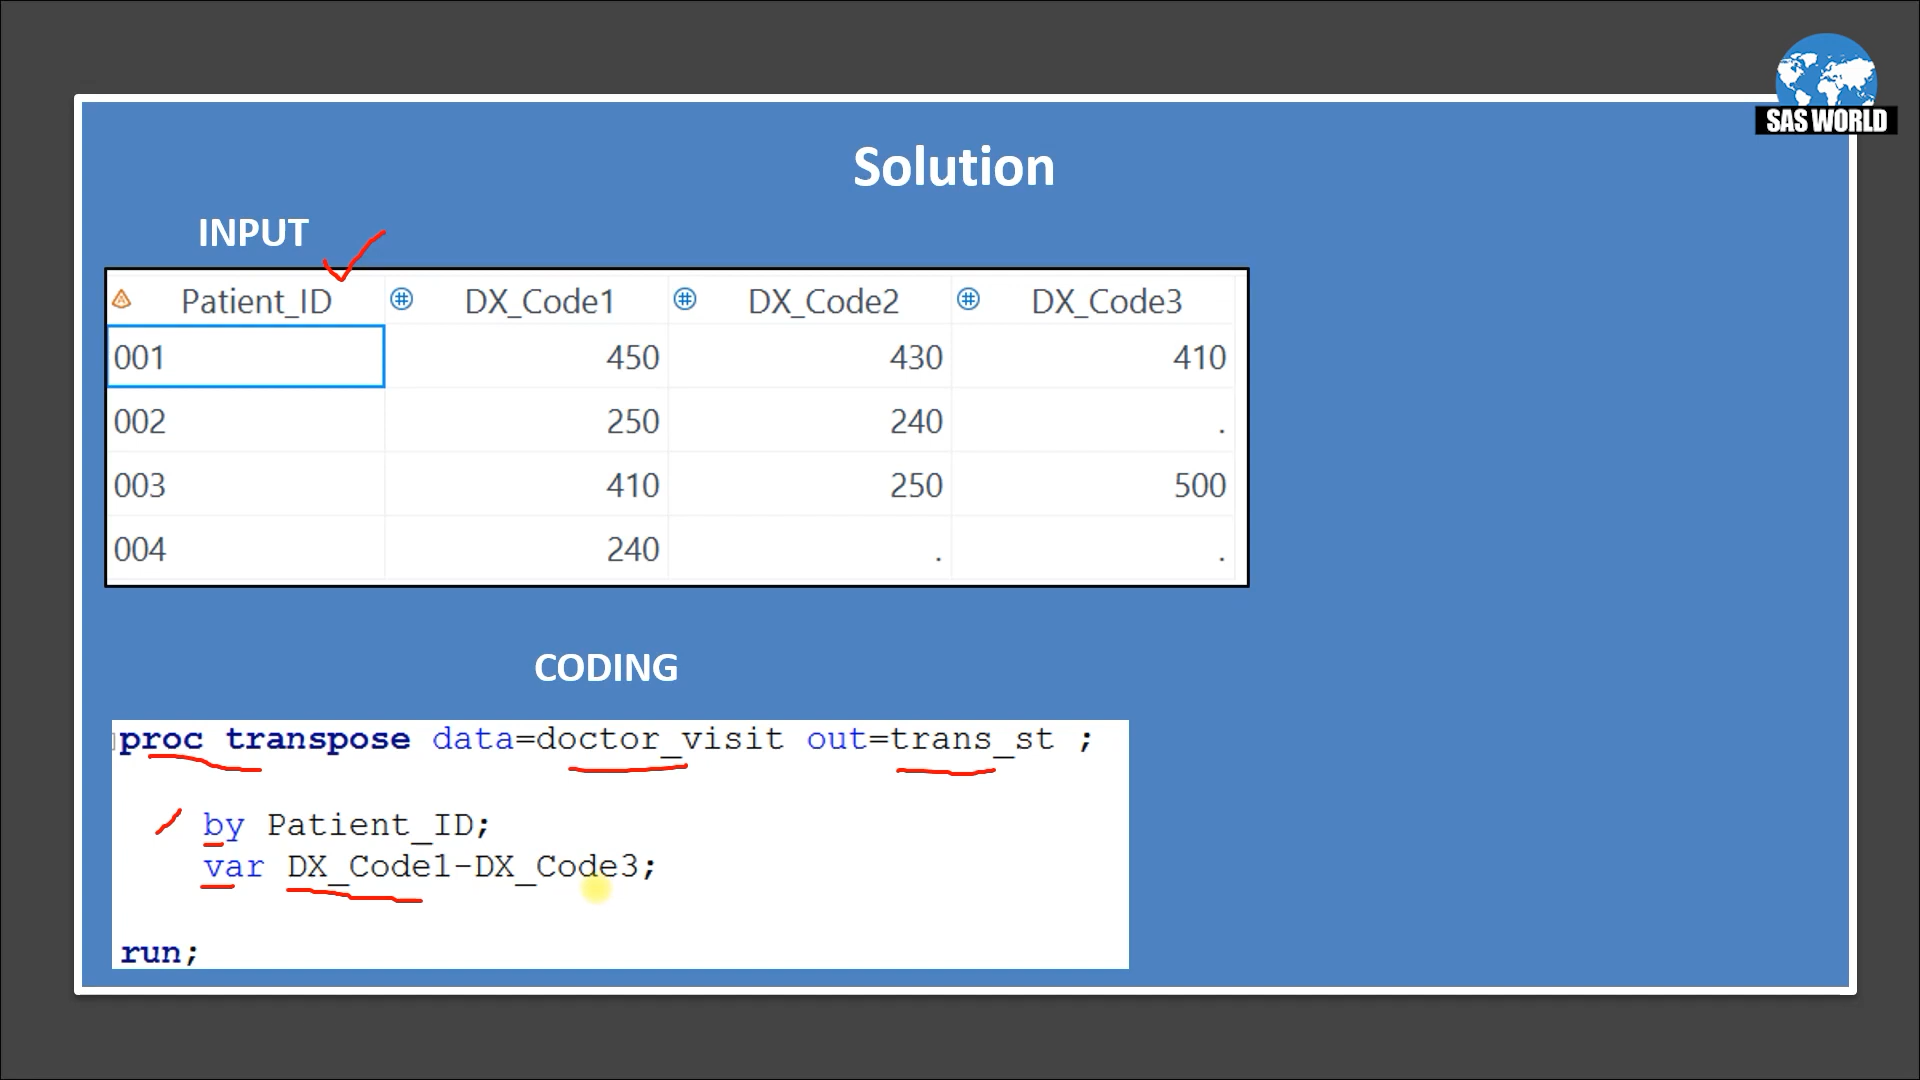 SAS WORLD
Solution
INPUT
Patient_ID DX_Code1 DX_Code2 DX_Code3
001 450 430 410
002 250 240 .
003 410 250 500
004 240 . .
CODING
proc transpose data=doctor_visit out=trans_st ;
by Patient_ID;
var DX_Code1-DX_Code3;
run;